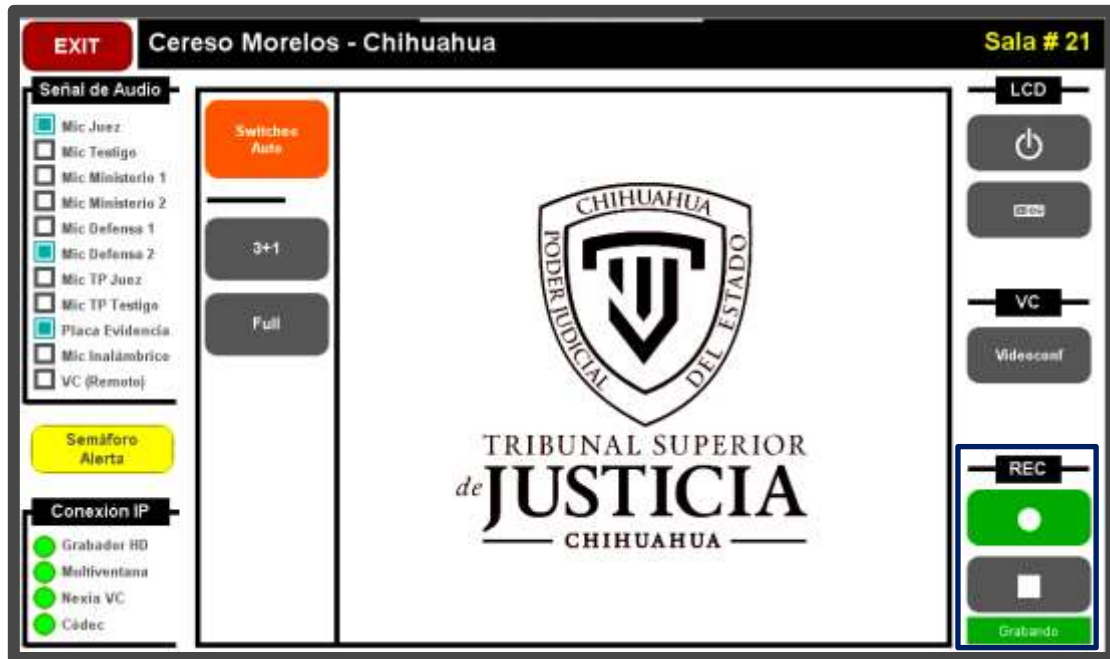 EXIT
Cereso Morelos - Chihuahua
Sala # 21
Señal de Audio
Mic Juez
Mic Testigo
Mic Ministerio 1
Mic Ministerio 2
Mic Defensa 1
Mic Defensa 2
Mic TP Juez
Mic TP Testigo
Placa Evidencia
Mic Inalámbrico
VC (Remoto)
Semáforo
Alerta
Conexión IP
Grabador HD
Multiventana
Nexia VC
Códec
Switcheo
Auto
3+1
Full
CHIHUAHUA
PODER JUDICIAL
DEL ESTADO
TRIBUNAL SUPERIOR
de JUSTICIA
CHIHUAHUA
LCD
VC
Videoconf
REC
Grabando